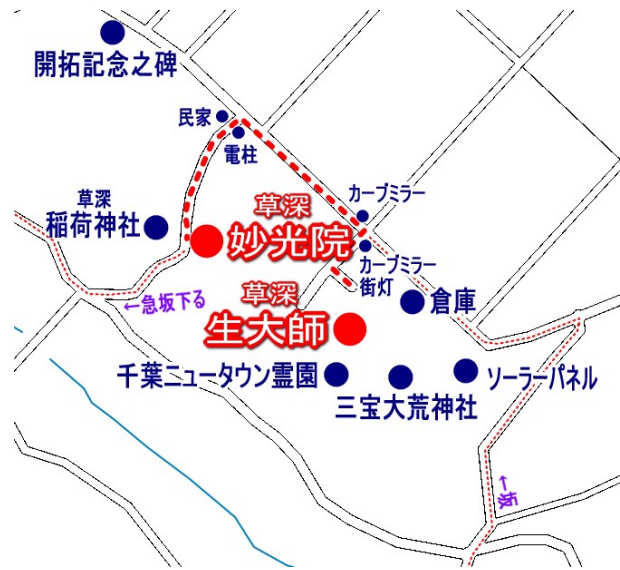 開拓記念之碑
民家
電柱
カーブミラー
草深
稲荷神社
草深
妙光院
カーブミラー
街灯
←急坂下る
草深
生大師
倉庫
千葉ニュータウン霊園
三宝大荒神社
ソーラーパネル
←坂